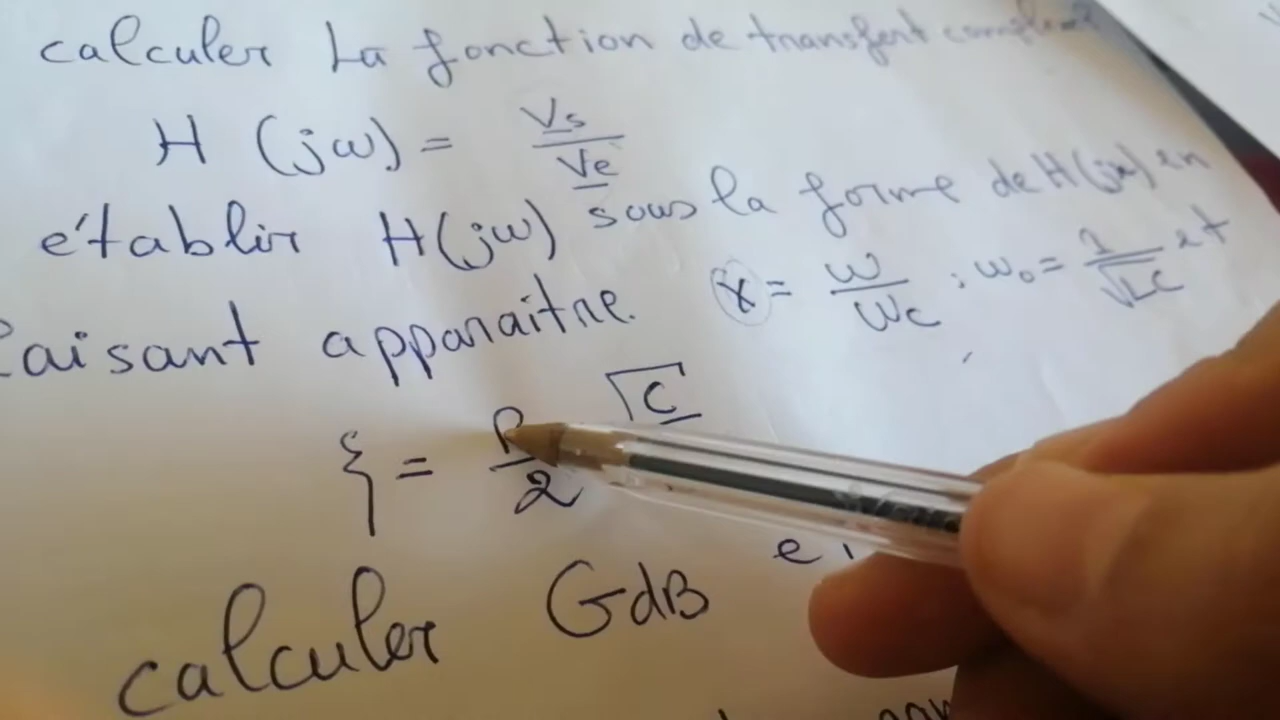 calculer la fonction de transfert
H (jω) = Vs / Ve
établir H(jω) sous la forme de H(jx) en
faisant apparaitre. x = ω / ωc ; ω0 = 1 / √LC et
ξ = R / 2 √C
calculer GdB